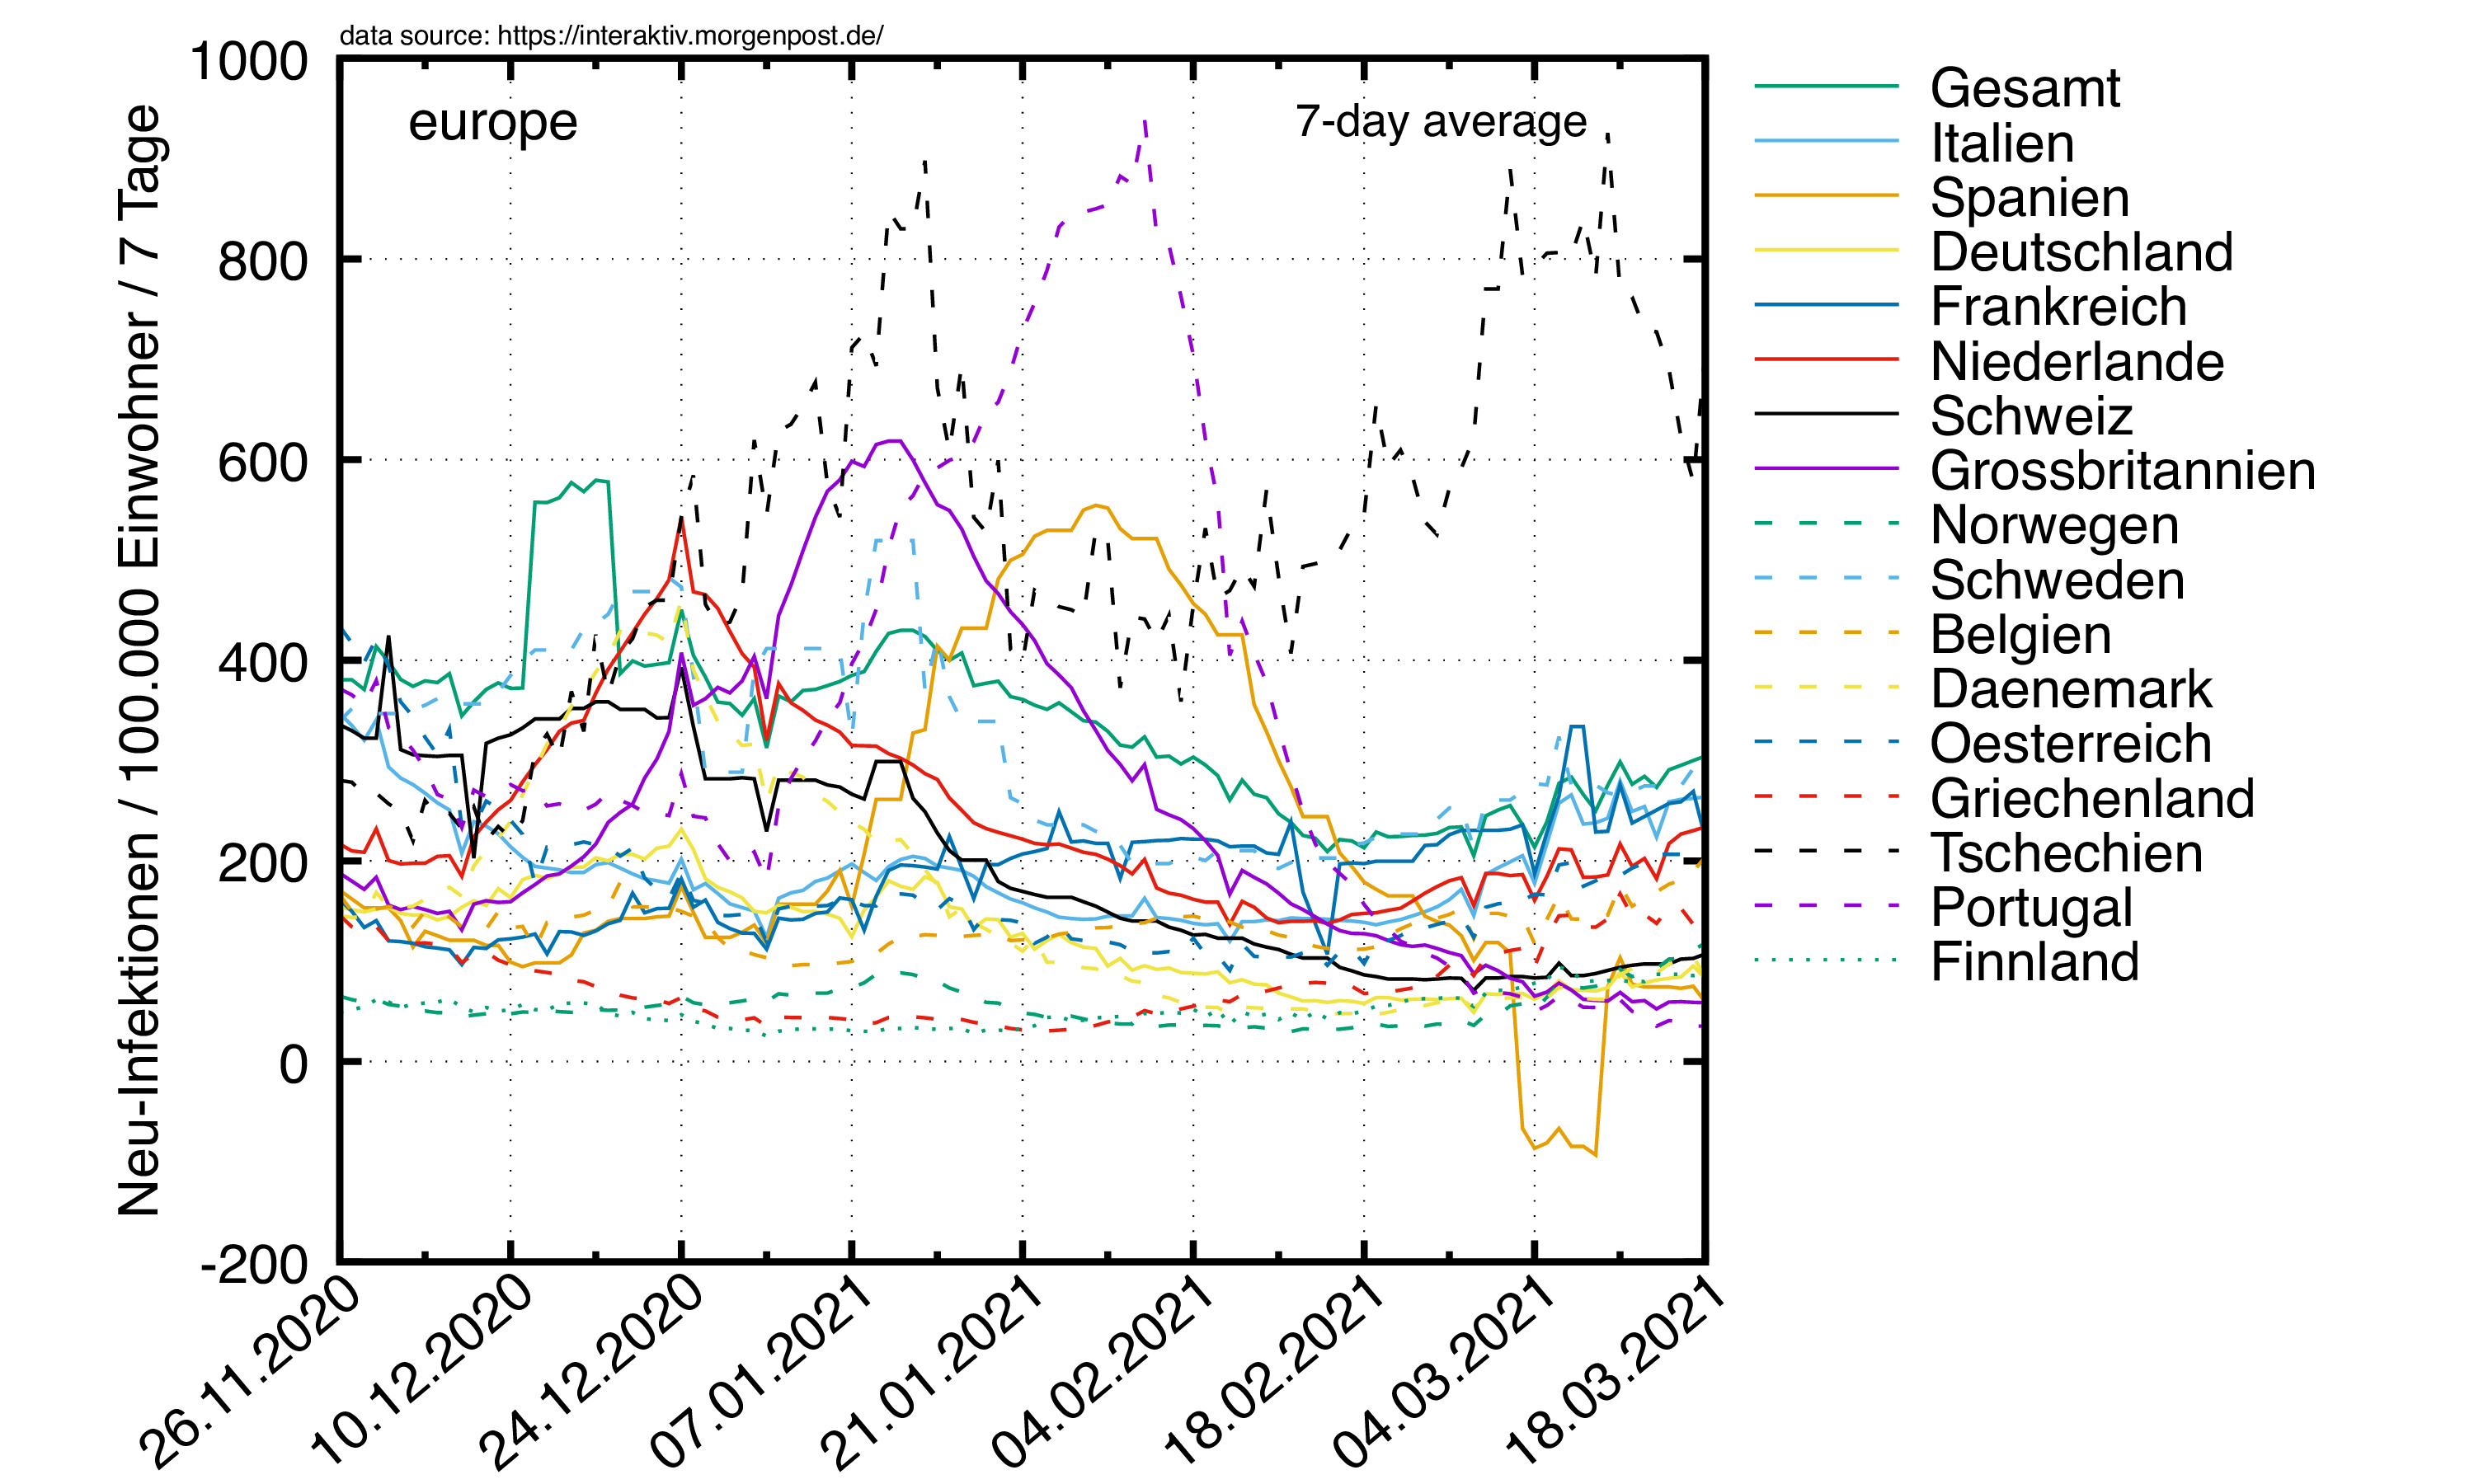 data source: https://interaktiv.morgenpost.de/
1000
800
600
400
200
0
-200
Neu-Infektionen / 100.000 Einwohner / 7 Tage
europe
7-day average
26.11.2020
10.12.2020
24.12.2020
07.01.2021
21.01.2021
04.02.2021
18.02.2021
04.03.2021
18.03.2021
Gesamt
Italien
Spanien
Deutschland
Frankreich
Niederlande
Schweiz
Grossbritannien
Norwegen
Schweden
Belgien
Daenemark
Oesterreich
Griechenland
Tschechien
Portugal
Finnland